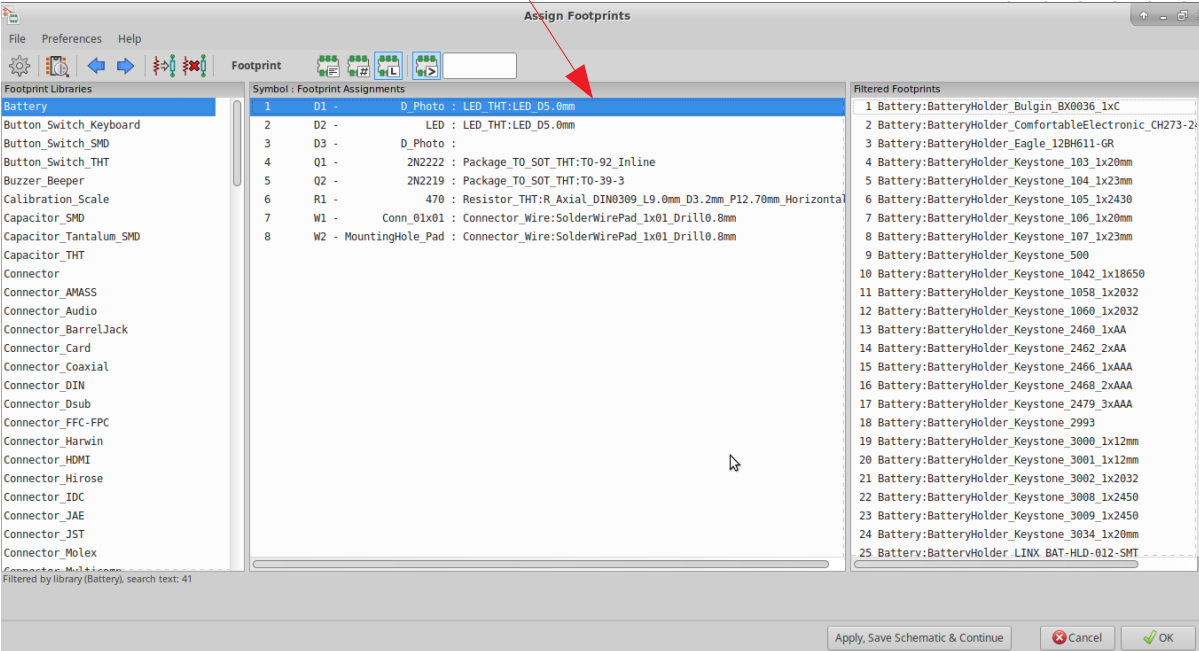 Assign Footprints
File Preferences Help
Footprint
Footprint Libraries
Battery
Button_Switch_Keyboard
Button_Switch_SMD
Button_Switch_THT
Buzzer_Beeper
Calibration_Scale
Capacitor_SMD
Capacitor_Tantalum_SMD
Capacitor_THT
Connector
Connector_AMASS
Connector_Audio
Connector_BarrelJack
Connector_Card
Connector_Coaxial
Connector_DIN
Connector_Dsub
Connector_FFC-FPC
Connector_Harwin
Connector_HDMI
Connector_Hirose
Connector_IDC
Connector_JAE
Connector_JST
Connector_Molex
Symbol : Footprint Assignments
1 D1 - D_Photo : LED_THT:LED_D5.0mm
2 D2 - LED : LED_THT:LED_D5.0mm
3 D3 - D_Photo :
4 Q1 - 2N2222 : Package_TO_SOT_THT:TO-92_Inline
5 Q2 - 2N2219 : Package_TO_SOT_THT:TO-39-3
6 R1 - 470 : Resistor_THT:R_Axial_DIN0309_L9.0mm_D3.2mm_P12.70mm_Horizontal
7 W1 - Conn_01x01 : Connector_Wire:SolderWirePad_1x01_Drill0.8mm
8 W2 - MountingHole_Pad : Connector_Wire:SolderWirePad_1x01_Drill0.8mm
Filtered Footprints
1 Battery:BatteryHolder_Bulgin_BX0036_1xC
2 Battery:BatteryHolder_ComfortableElectronic_CH273-24
3 Battery:BatteryHolder_Eagle_12BH611-GR
4 Battery:BatteryHolder_Keystone_103_1x20mm
5 Battery:BatteryHolder_Keystone_104_1x23mm
6 Battery:BatteryHolder_Keystone_105_1x2430
7 Battery:BatteryHolder_Keystone_106_1x20mm
8 Battery:BatteryHolder_Keystone_107_1x23mm
9 Battery:BatteryHolder_Keystone_500
10 Battery:BatteryHolder_Keystone_1042_1x18650
11 Battery:BatteryHolder_Keystone_1058_1x2032
12 Battery:BatteryHolder_Keystone_1060_1x2032
13 Battery:BatteryHolder_Keystone_2460_1xAA
14 Battery:BatteryHolder_Keystone_2462_2xAA
15 Battery:BatteryHolder_Keystone_2466_1xAAA
16 Battery:BatteryHolder_Keystone_2468_2xAAA
17 Battery:BatteryHolder_Keystone_2479_3xAAA
18 Battery:BatteryHolder_Keystone_2993
19 Battery:BatteryHolder_Keystone_3000_1x12mm
20 Battery:BatteryHolder_Keystone_3001_1x12mm
21 Battery:BatteryHolder_Keystone_3002_1x2032
22 Battery:BatteryHolder_Keystone_3008_1x2450
23 Battery:BatteryHolder_Keystone_3009_1x2450
24 Battery:BatteryHolder_Keystone_3034_1x20mm
25 Battery:BatteryHolder_LINX_BAT-HLD-012-SMT
Filtered by library (Battery), search text: 41
Apply, Save Schematic & Continue
Cancel
OK